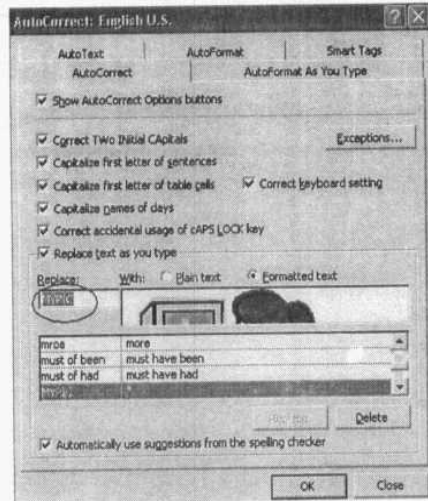 AutoCorrect: English U.S.
AutoText AutoFormat Smart Tags
AutoCorrect AutoFormat As You Type
Show AutoCorrect Options buttons
Correct TWo INitial CApitals Exceptions...
Capitalize first letter of sentences
Capitalize first letter of table cells Correct keyboard setting
Capitalize names of days
Correct accidental usage of cAPS LOCK key
Replace text as you type
Replace: With: Plain text Formatted text
mroe more
must of been must have been
must of had must have had
Delete
Automatically use suggestions from the spelling checker
OK Close